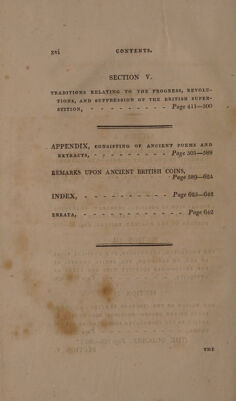 xvi CONTENTS.
SECTION V.
TRADITIONS RELATING TO THE PROGRESS, REVOLU-
TIONS, AND SUPPRESSION OF THE BRITISH SUPER-
STITION, - - - - - - - - - Page 411—500
APPENDIX, CONSISTING OF ANCIENT POEMS AND
EXTRACTS, - - - - - - - - - Page 503—588
REMARKS UPON ANCIENT BRITISH COINS,
Page 589—624
INDEX, - - - - - - - - - - Page 625—642
ERRATA, - - - - - - - - - - - - Page 642
THE